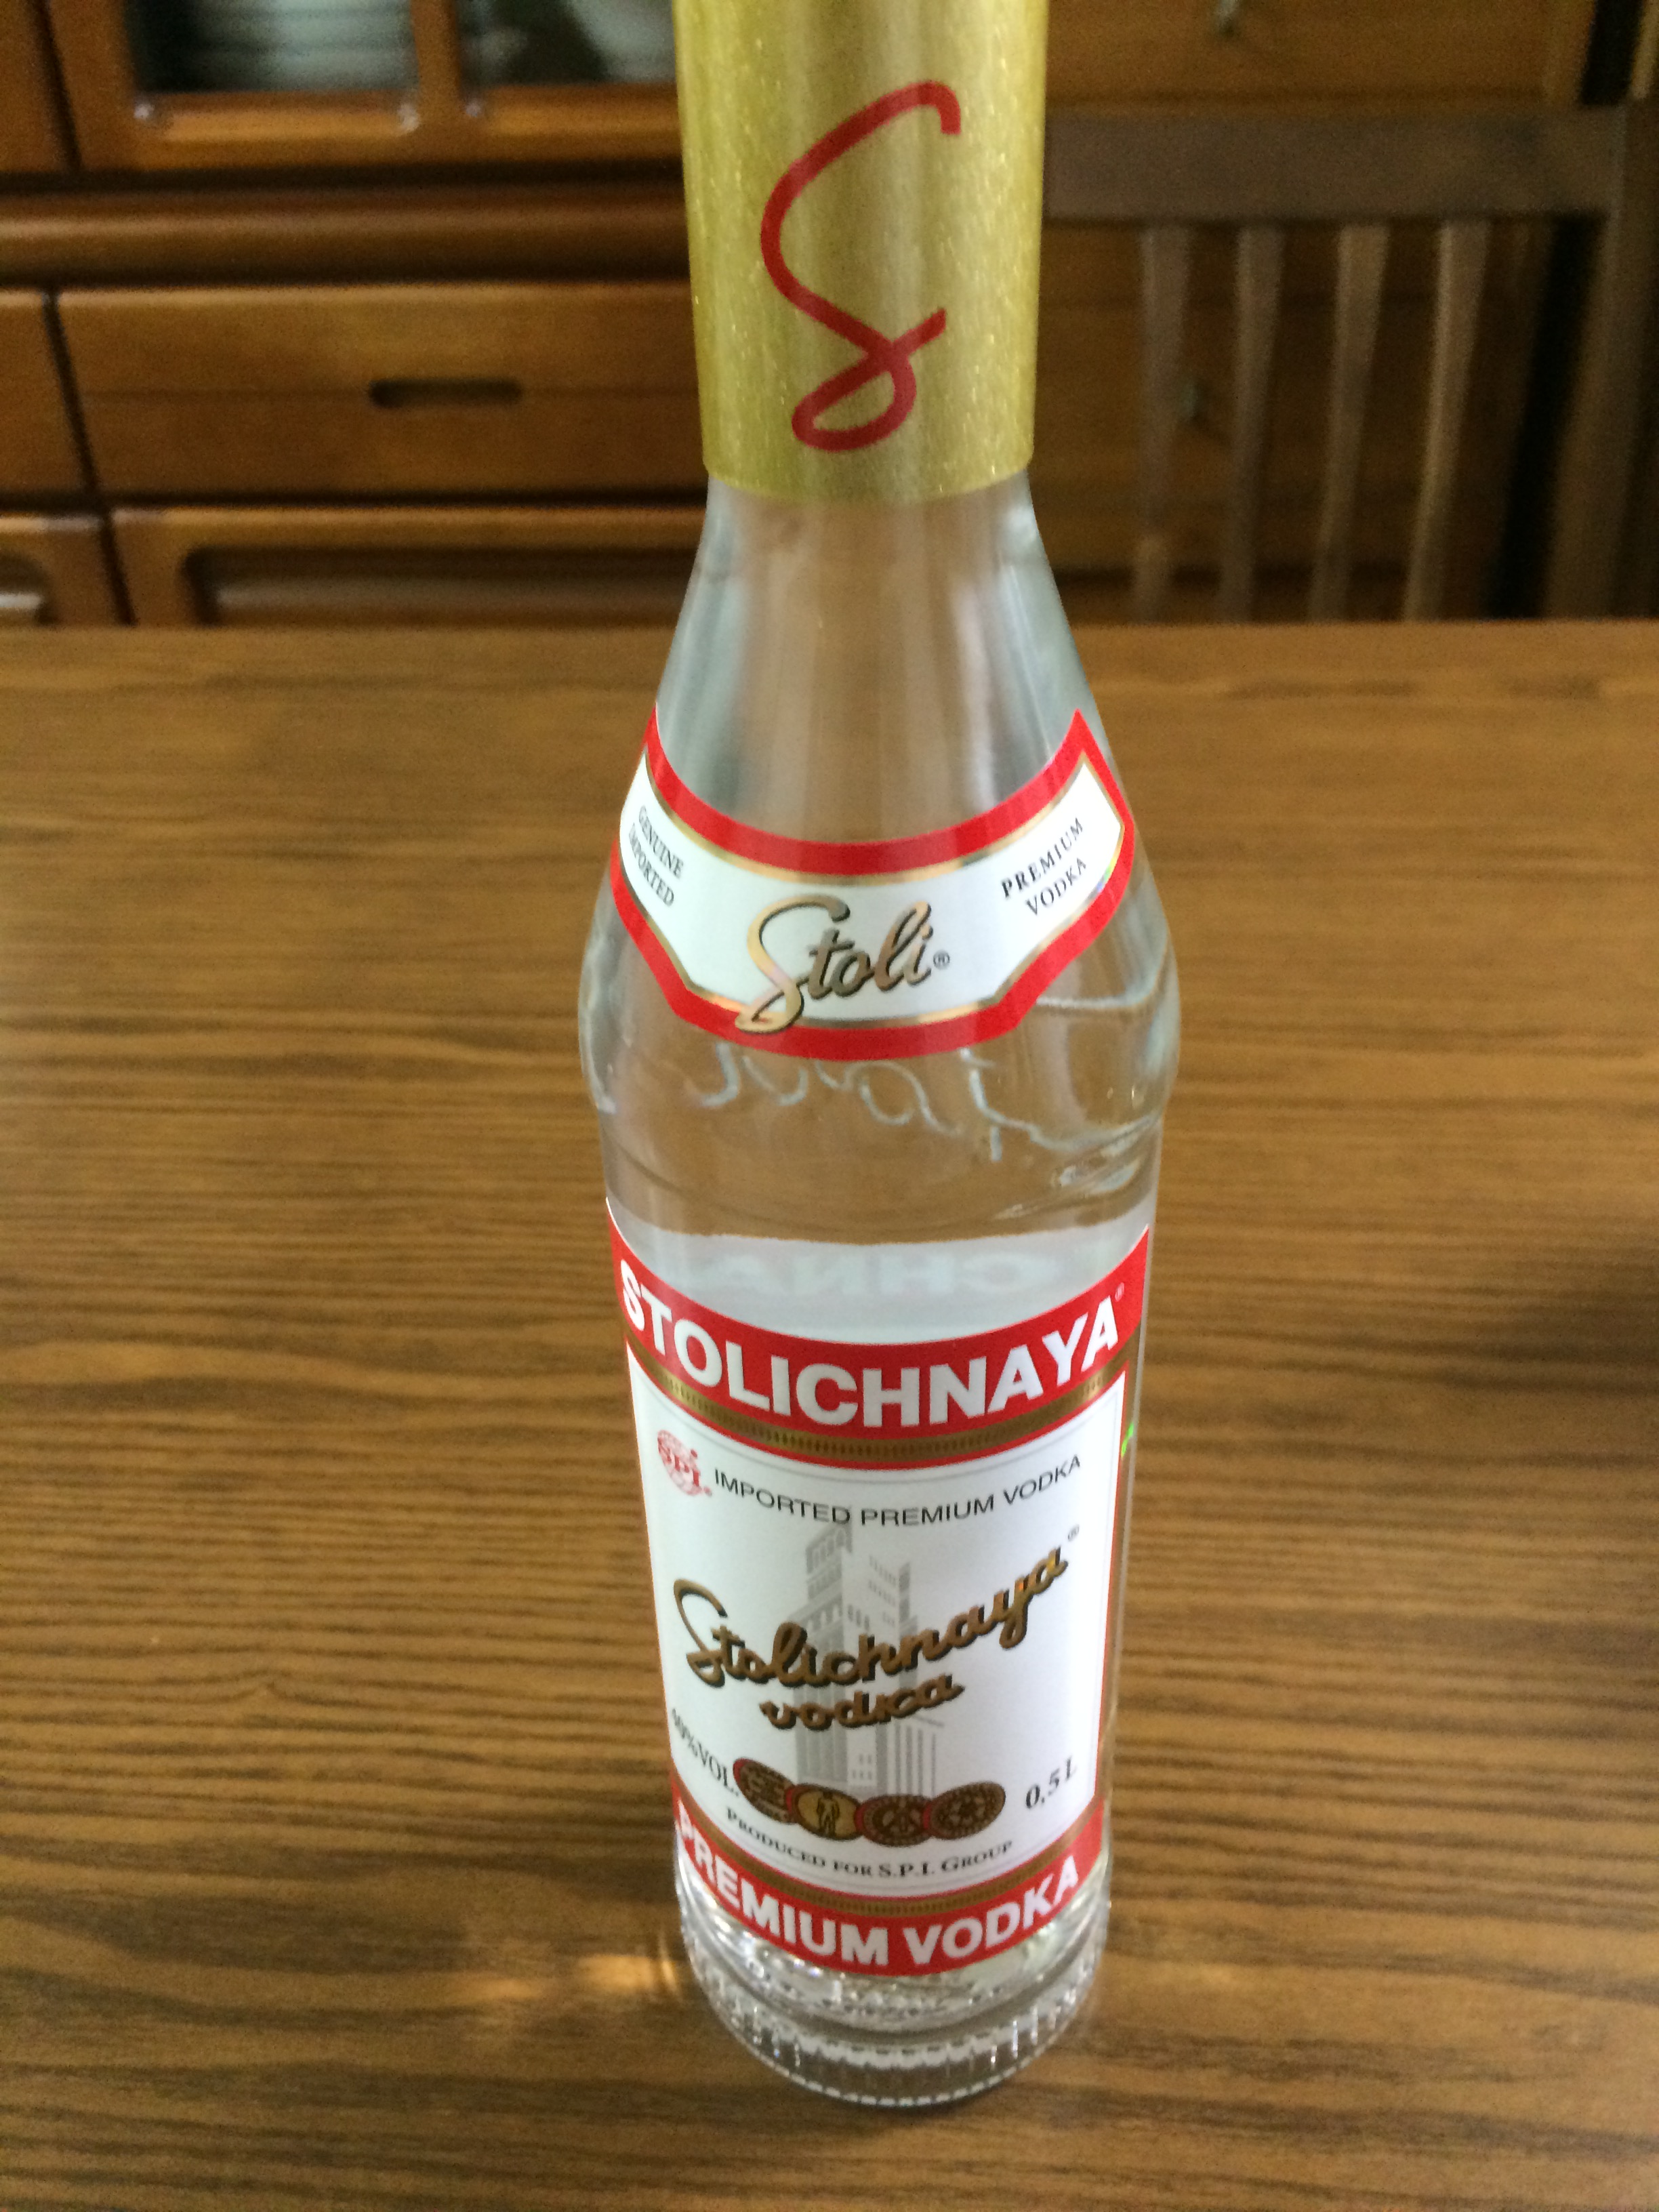 S
GENUINE
IMPORTED
Stoli®
PREMIUM
VODKA
STOLICHNAYA®
SPI®
IMPORTED PREMIUM VODKA
Stolichnaya®
vodka
40%VOL.
0,5 L
PRODUCED FOR S.P.I. GROUP
PREMIUM VODKA